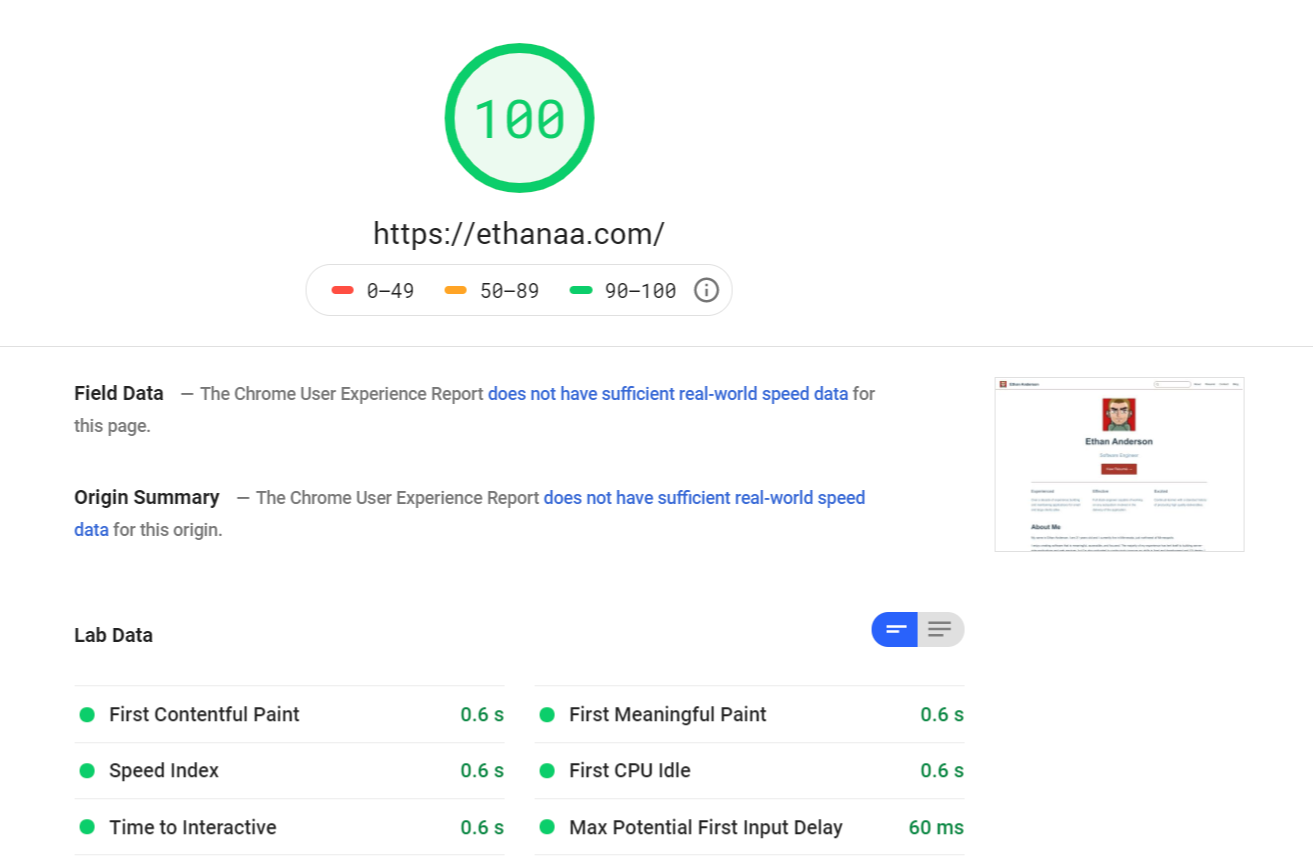 100
https://ethanaa.com/
0–49 50–89 90–100
Field Data — The Chrome User Experience Report does not have sufficient real-world speed data for
this page.
Origin Summary — The Chrome User Experience Report does not have sufficient real-world speed
data for this origin.
Ethan Anderson
Ethan Anderson
Software Engineer
About Me
Lab Data
First Contentful Paint 0.6 s
First Meaningful Paint 0.6 s
Speed Index 0.6 s
First CPU Idle 0.6 s
Time to Interactive 0.6 s
Max Potential First Input Delay 60 ms